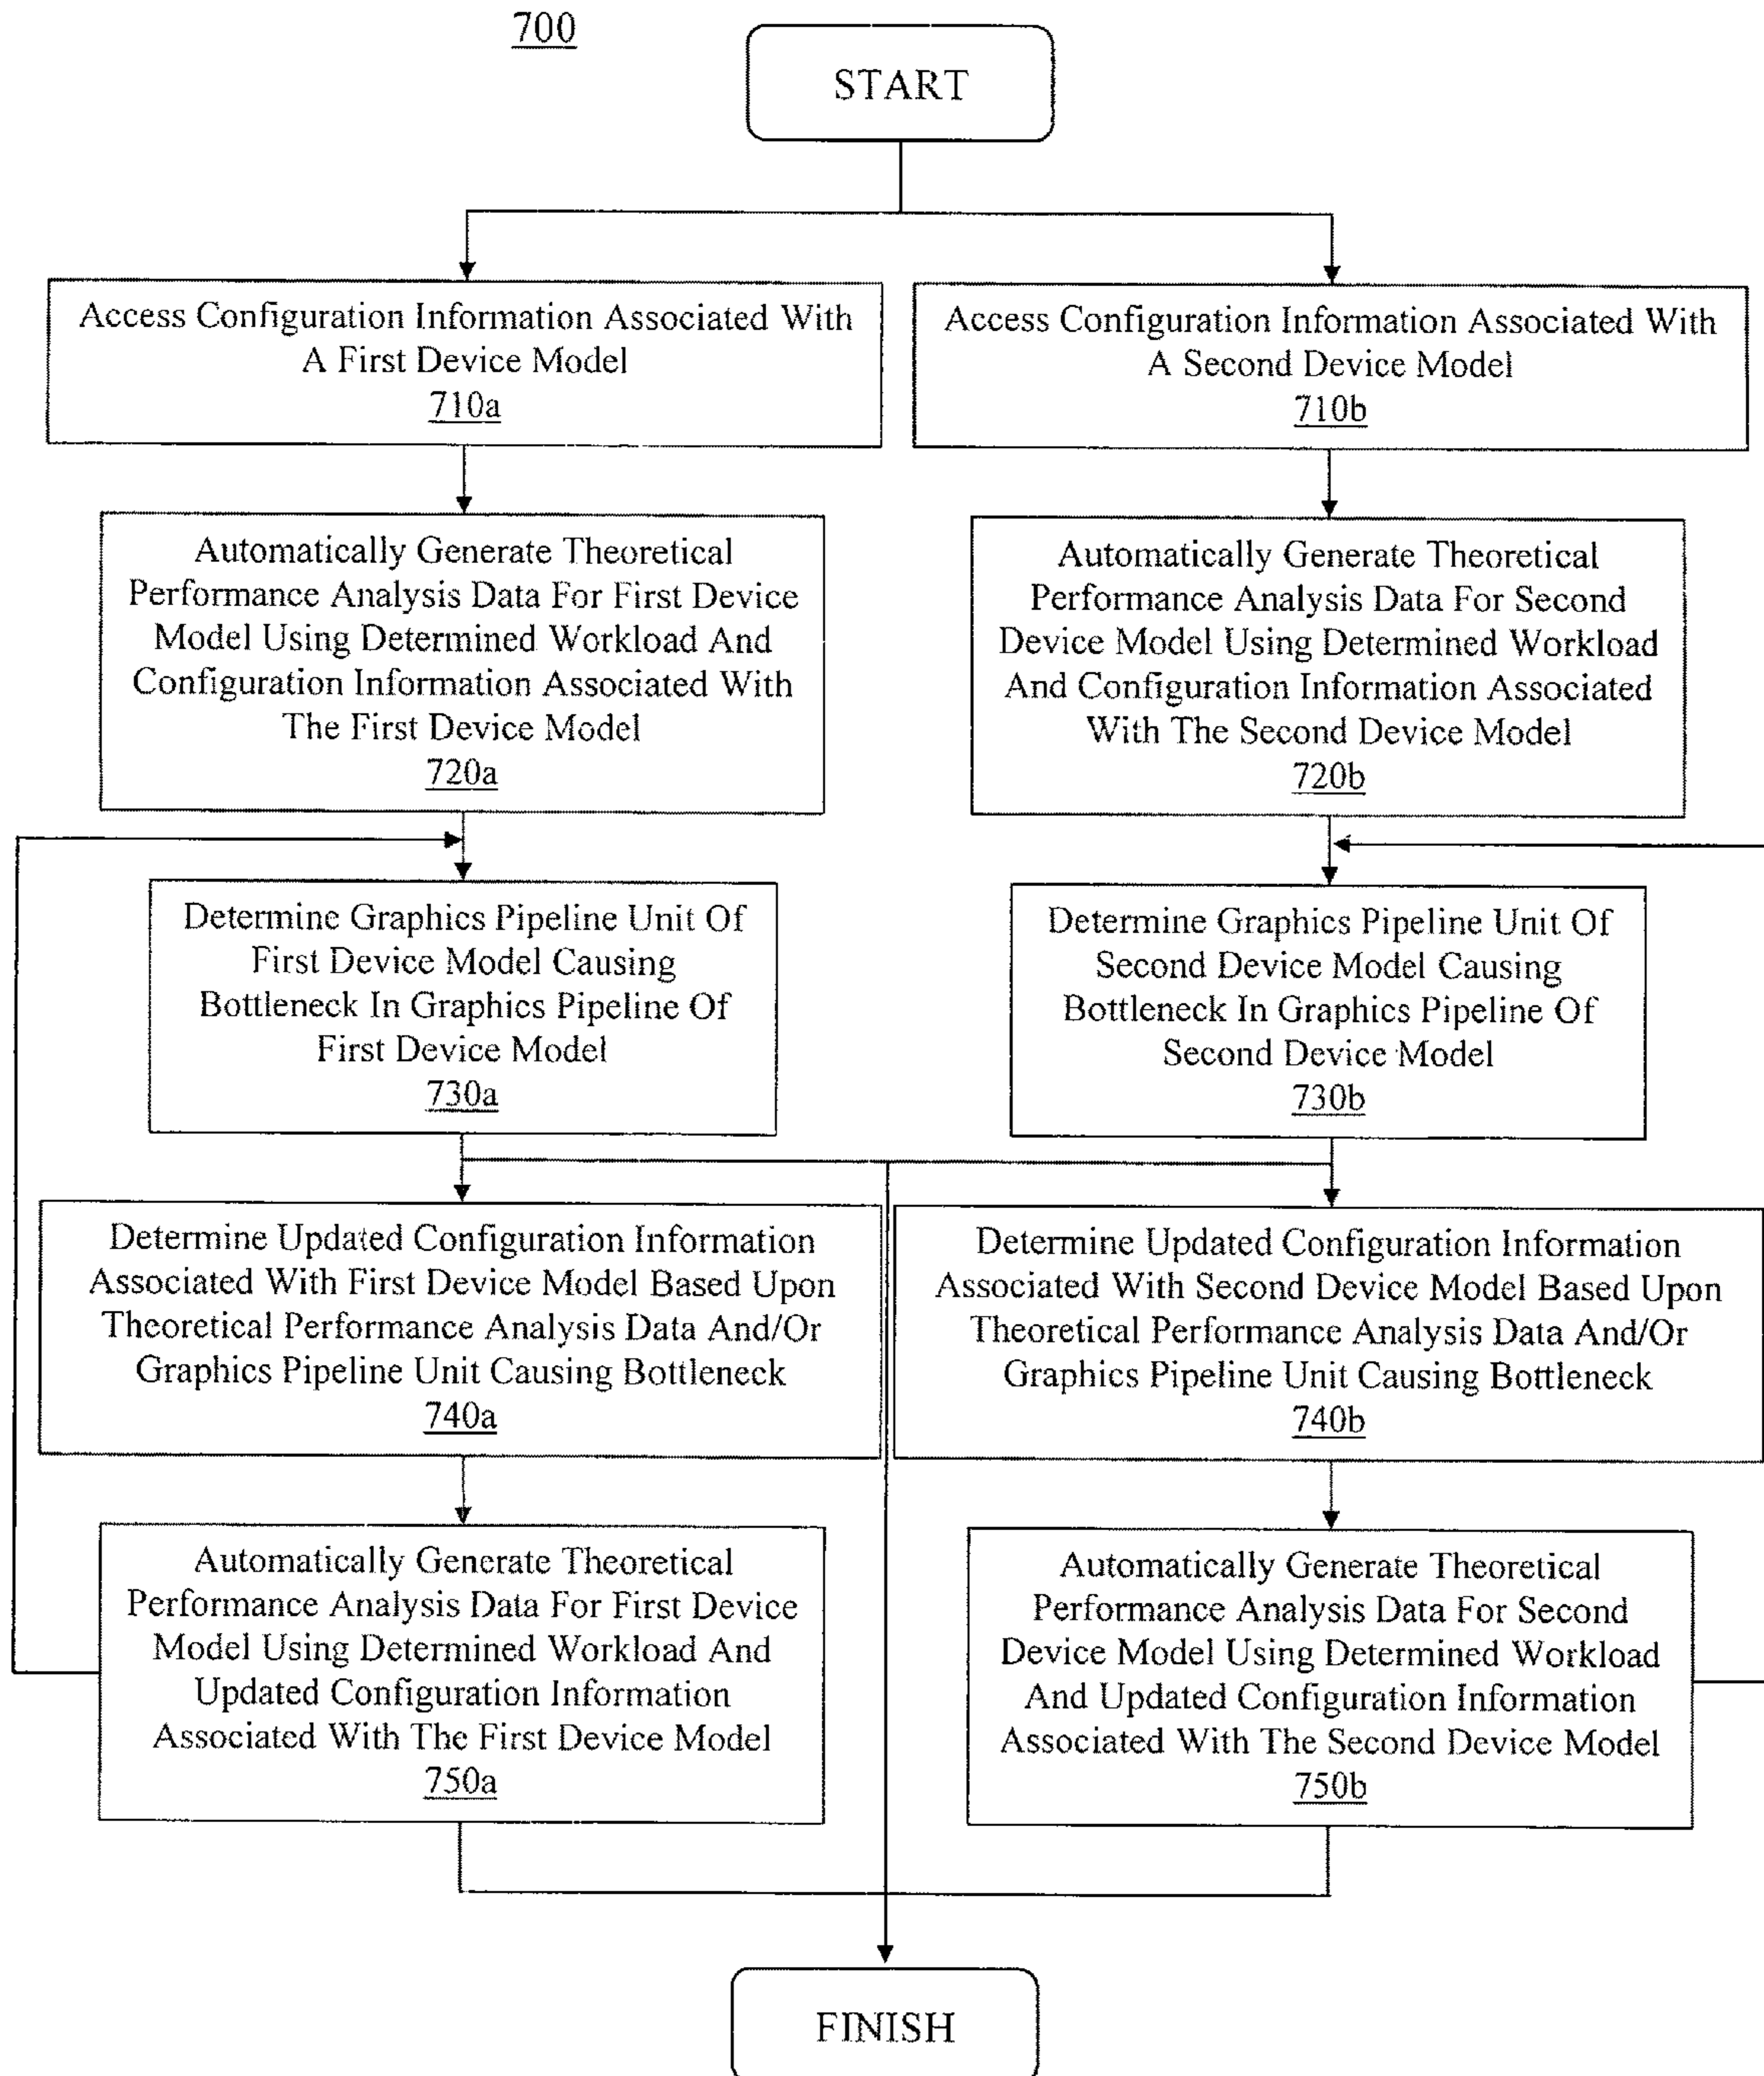 700
START
Access Configuration Information Associated With
A First Device Model
710a
Access Configuration Information Associated With
A Second Device Model
710b
Automatically Generate Theoretical
Performance Analysis Data For First Device
Model Using Determined Workload And
Configuration Information Associated With
The First Device Model
720a
Automatically Generate Theoretical
Performance Analysis Data For Second
Device Model Using Determined Workload
And Configuration Information Associated
With The Second Device Model
720b
Determine Graphics Pipeline Unit Of
First Device Model Causing
Bottleneck In Graphics Pipeline Of
First Device Model
730a
Determine Graphics Pipeline Unit Of
Second Device Model Causing
Bottleneck In Graphics Pipeline Of
Second Device Model
730b
Determine Updated Configuration Information
Associated With First Device Model Based Upon
Theoretical Performance Analysis Data And/Or
Graphics Pipeline Unit Causing Bottleneck
740a
Determine Updated Configuration Information
Associated With Second Device Model Based Upon
Theoretical Performance Analysis Data And/Or
Graphics Pipeline Unit Causing Bottleneck
740b
Automatically Generate Theoretical
Performance Analysis Data For First Device
Model Using Determined Workload And
Updated Configuration Information
Associated With The First Device Model
750a
Automatically Generate Theoretical
Performance Analysis Data For Second
Device Model Using Determined Workload
And Updated Configuration Information
Associated With The Second Device Model
750b
FINISH